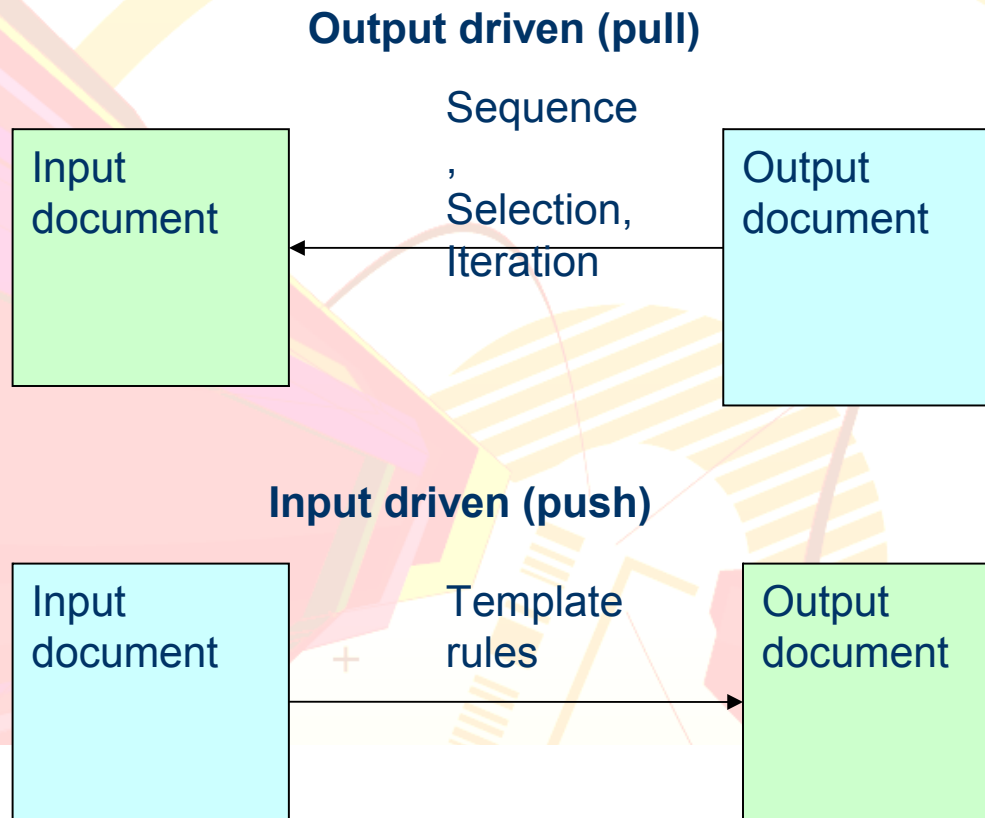 Output driven (pull)
Input
document
Sequence
,
Selection,
Iteration
Output
document
Input driven (push)
Input
document
Template
rules
Output
document